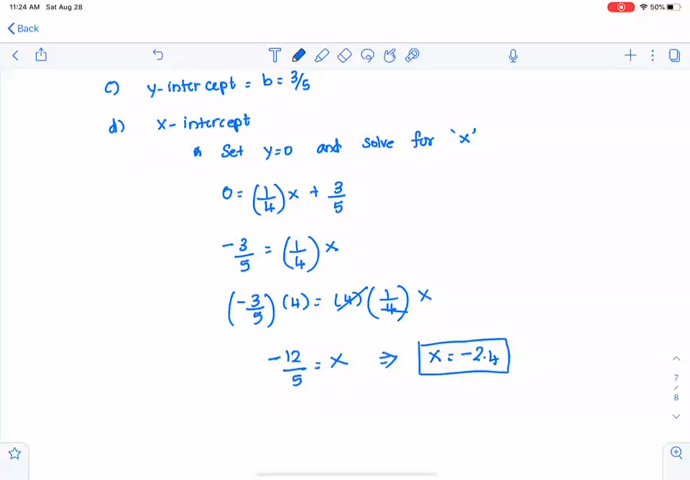 11:24 AM Sat Aug 28 50%
Back
T
c) y-intercept = b = 3/5
d) x-intercept
Set y=0 and solve for 'x'
0 = (1/4) x + 3/5
-3/5 = (1/4) x
(-3/5) (4) = (4) (1/4) x
-12/5 = x ⇒ x = -2.4
7
/
8